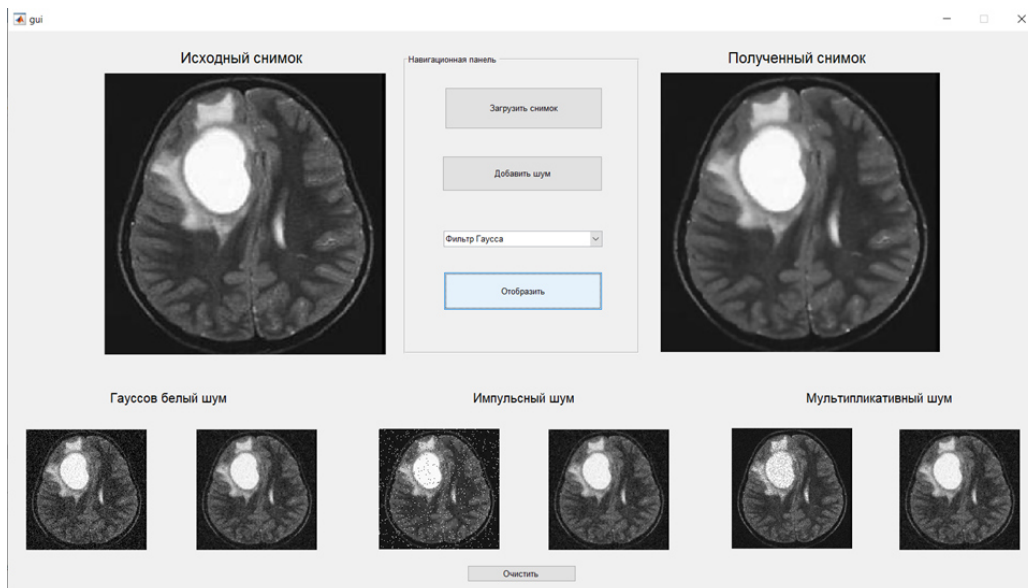 gui
Исходный снимок
Навигационная панель
Полученный снимок
Загрузить снимок
Добавить шум
Фильтр Гаусса
Отобразить
Гауссов белый шум
Импульсный шум
Мультипликативный шум
Очистить